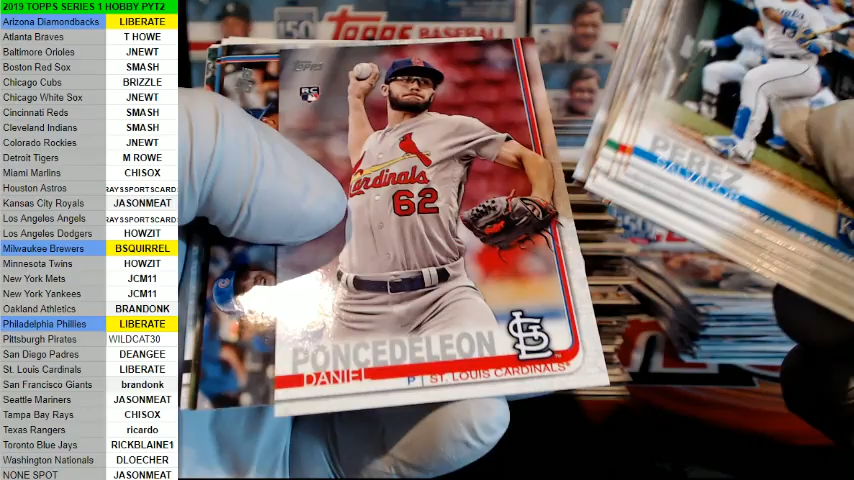 2019 TOPPS SERIES 1 HOBBY PYT2
Arizona Diamondbacks LIBERATE
Atlanta Braves T HOWE
Baltimore Orioles JNEWT
Boston Red Sox SMASH
Chicago Cubs BRIZZLE
Chicago White Sox JNEWT
Cincinnati Reds SMASH
Cleveland Indians SMASH
Colorado Rockies JNEWT
Detroit Tigers M ROWE
Miami Marlins CHISOX
Houston Astros RAYSSPORTSCARD
Kansas City Royals JASONMEAT
Los Angeles Angels RAYSSPORTSCARD
Los Angeles Dodgers HOWZIT
Milwaukee Brewers BSQUIRREL
Minnesota Twins HOWZIT
New York Mets JCM11
New York Yankees JCM11
Oakland Athletics BRANDONK
Philadelphia Phillies LIBERATE
Pittsburgh Pirates WILDCAT30
San Diego Padres DEANGEE
St. Louis Cardinals LIBERATE
San Francisco Giants brandonk
Seattle Mariners JASONMEAT
Tampa Bay Rays CHISOX
Texas Rangers ricardo
Toronto Blue Jays RICKBLAINE1
Washington Nationals DLOECHER
NONE SPOT JASONMEAT
TOPPS BASEBALL
TOPPS
RC
Cardinals
62
PONCEDELEON
DANIEL
P | ST. LOUIS CARDINALS
PEREZ
SALVADOR